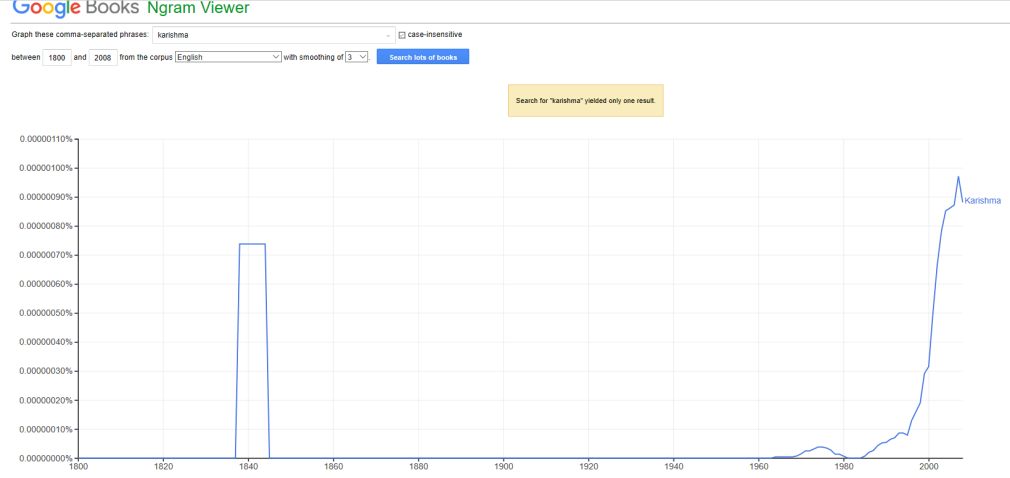 Google Books Ngram Viewer
Graph these comma-separated phrases: karishma case-insensitive
between 1800 and 2008 from the corpus English with smoothing of 3 . Search lots of books
Search for "karishma" yielded only one result.
0.00000110%
0.00000100%
0.00000090%
Karishma
0.00000080%
0.00000070%
0.00000060%
0.00000050%
0.00000040%
0.00000030%
0.00000020%
0.00000010%
0.00000000%
1800 1820 1840 1860 1880 1900 1920 1940 1960 1980 2000